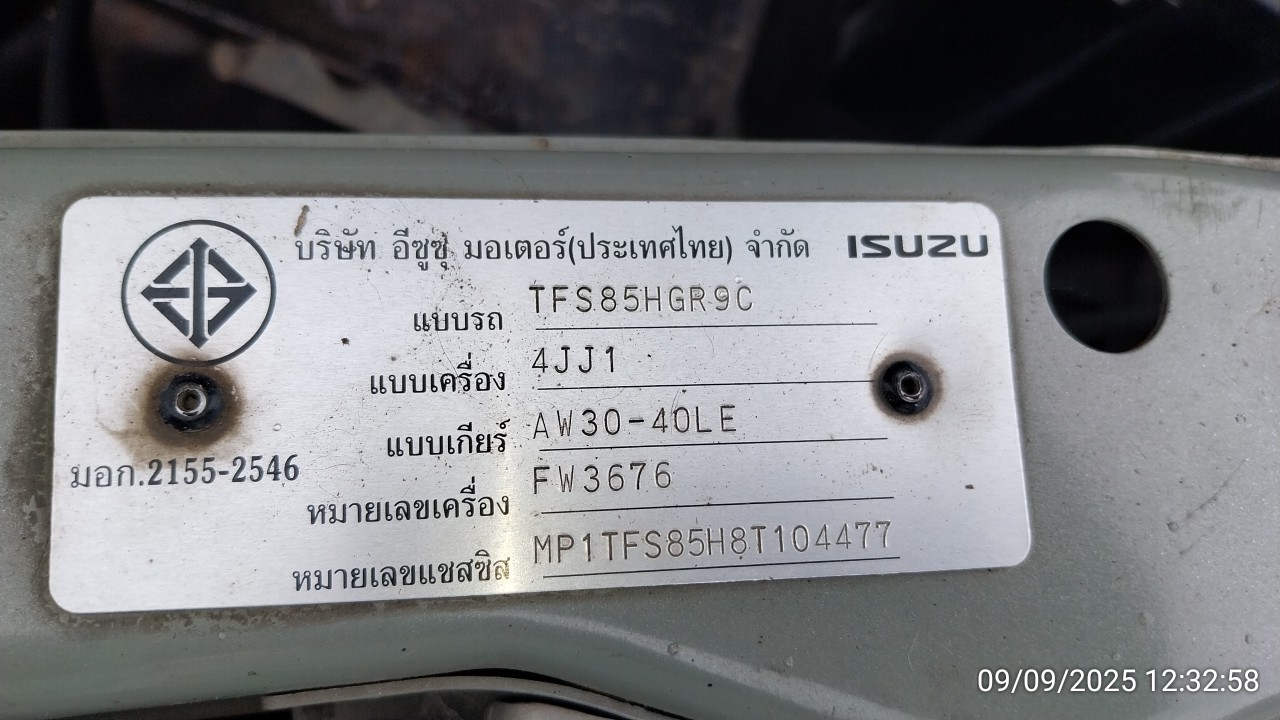 บริษัท อีซูซุ มอเตอร์(ประเทศไทย) จำกัด ISUZU
แบบรถ TFS85HGR9C
แบบเครื่อง 4JJ1
แบบเกียร์ AW30-40LE
มอก.2155-2546
หมายเลขเครื่อง FW3676
หมายเลขแชสซิส MP1TFS85H8T104477
09/09/2025 12:32:58